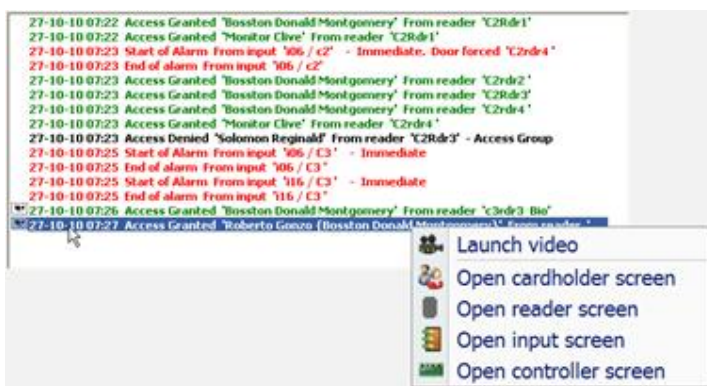 27-10-10 07:22 Access Granted 'Bosston Donald Montgomery' From reader 'C2Rdr1'
27-10-10 07:22 Access Granted 'Monitor Clive' From reader 'C2Rdr1'
27-10-10 07:23 Start of Alarm From input 'i06 / c2' - Immediate. Door forced 'C2rdr4 '
27-10-10 07:23 End of alarm From input 'i06 / c2'
27-10-10 07:23 Access Granted 'Bosston Donald Montgomery' From reader 'C2rdr2 '
27-10-10 07:23 Access Granted 'Bosston Donald Montgomery' From reader 'C2Rdr3'
27-10-10 07:23 Access Granted 'Bosston Donald Montgomery' From reader 'C2rdr4 '
27-10-10 07:23 Access Granted 'Monitor Clive' From reader 'C2rdr4 '
27-10-10 07:23 Access Denied 'Solomon Reginald' From reader 'C2Rdr3' - Access Group
27-10-10 07:25 Start of Alarm From input 'i06 / C3 ' - Immediate
27-10-10 07:25 End of alarm From input 'i06 / C3 '
27-10-10 07:25 Start of Alarm From input 'i16 / C3 ' - Immediate
27-10-10 07:25 End of alarm From input 'i16 / C3 '
27-10-10 07:26 Access Granted 'Bosston Donald Montgomery' From reader 'c3rdr3 Bio'
27-10-10 07:27 Access Granted 'Roberto Gonzo (Bosston Donald Montgomery)' From reader '
Launch video
Open cardholder screen
Open reader screen
Open input screen
Open controller screen